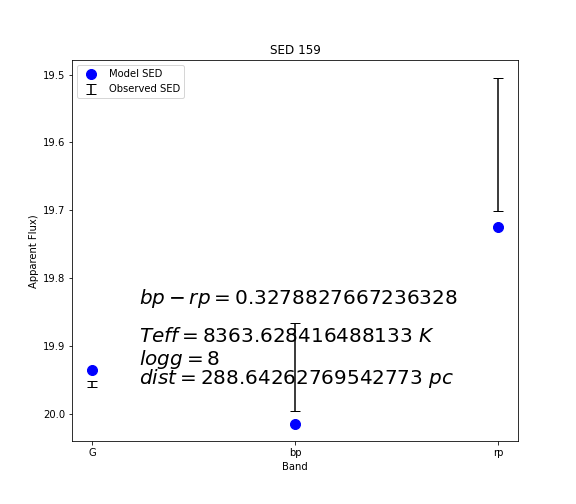 SED 159
Model SED
Observed SED
19.5
19.6
19.7
19.8
19.9
20.0
Apparent Flux)
bp − rp = 0.3278827667236328
Teff = 8363.628416488133 K
logg = 8
dist = 288.64262769542773 pc
G bp rp
Band